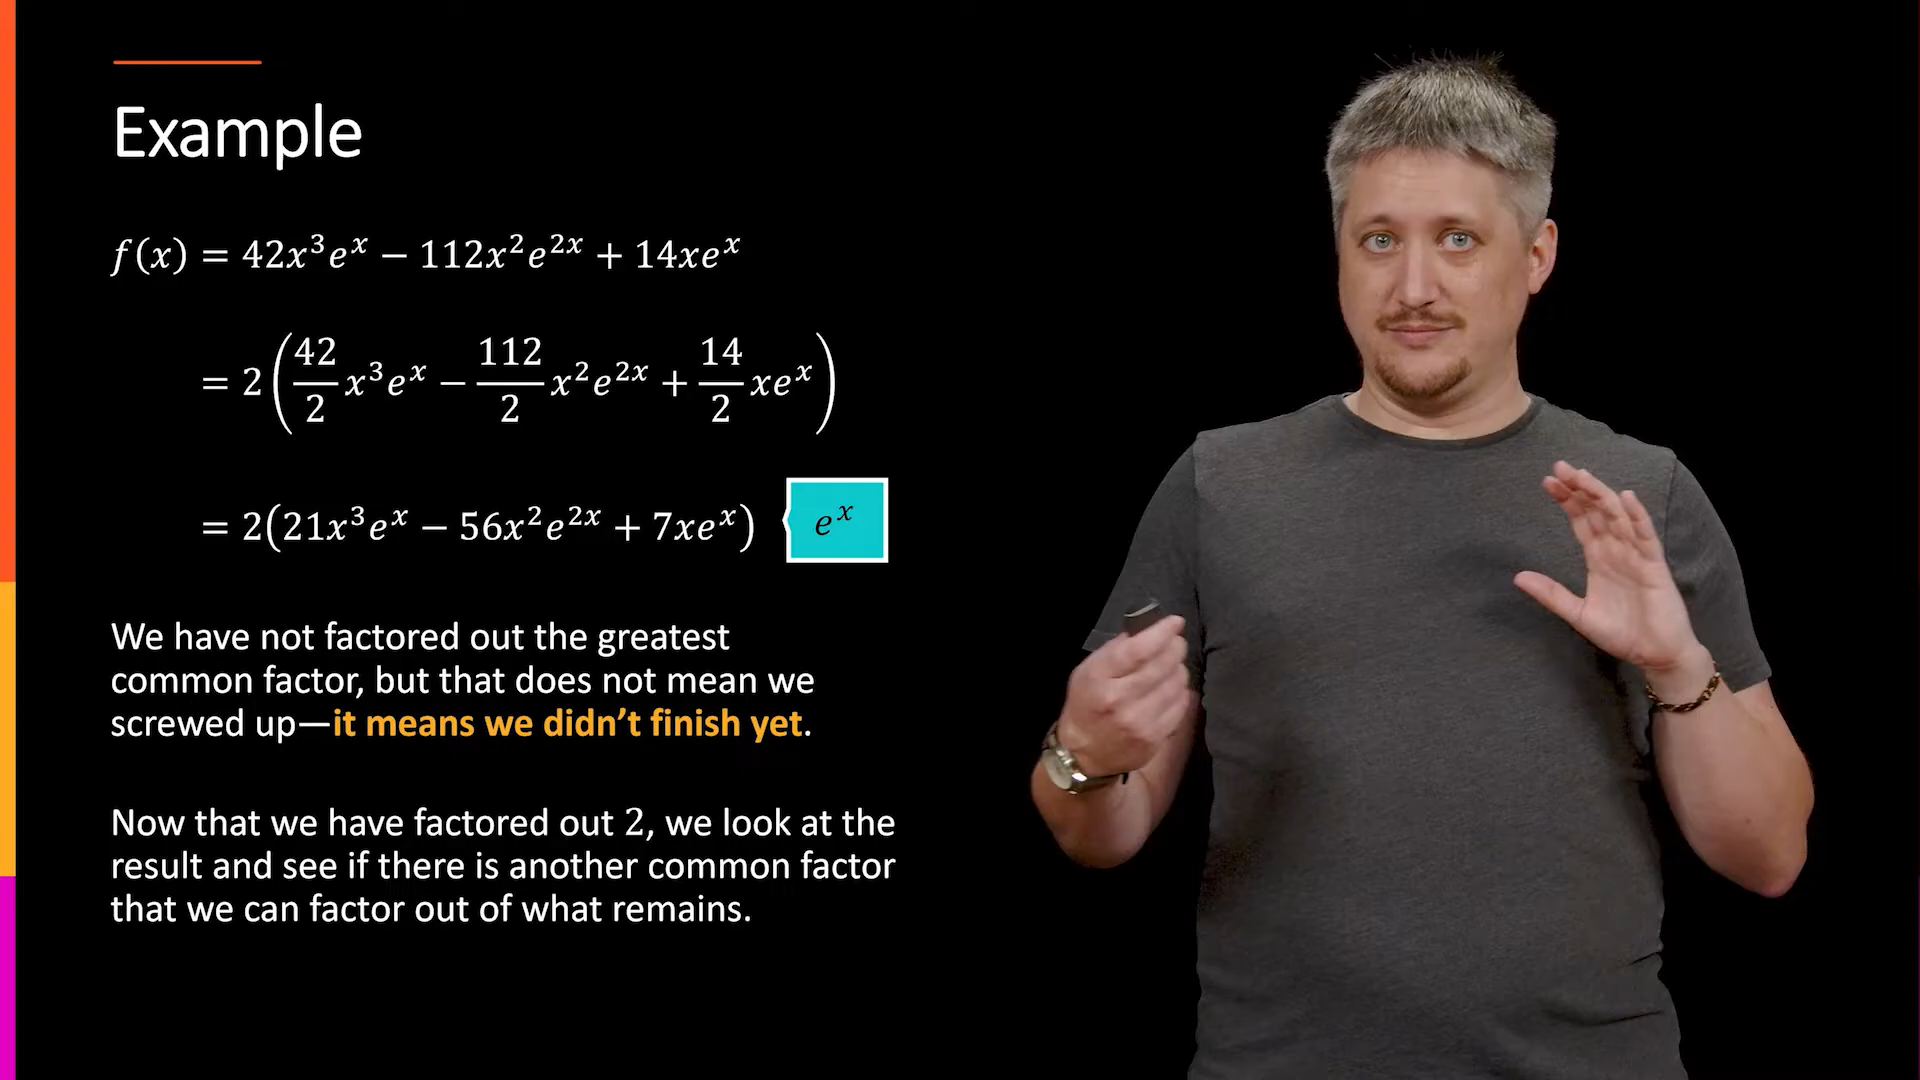 Example
f(x) = 42x³eˣ − 112x²e²ˣ + 14xeˣ
= 2(42/2 x³eˣ − 112/2 x²e²ˣ + 14/2 xeˣ)
= 2(21x³eˣ − 56x²e²ˣ + 7xeˣ) eˣ
We have not factored out the greatest
common factor, but that does not mean we
screwed up—it means we didn’t finish yet.
Now that we have factored out 2, we look at the
result and see if there is another common factor
that we can factor out of what remains.